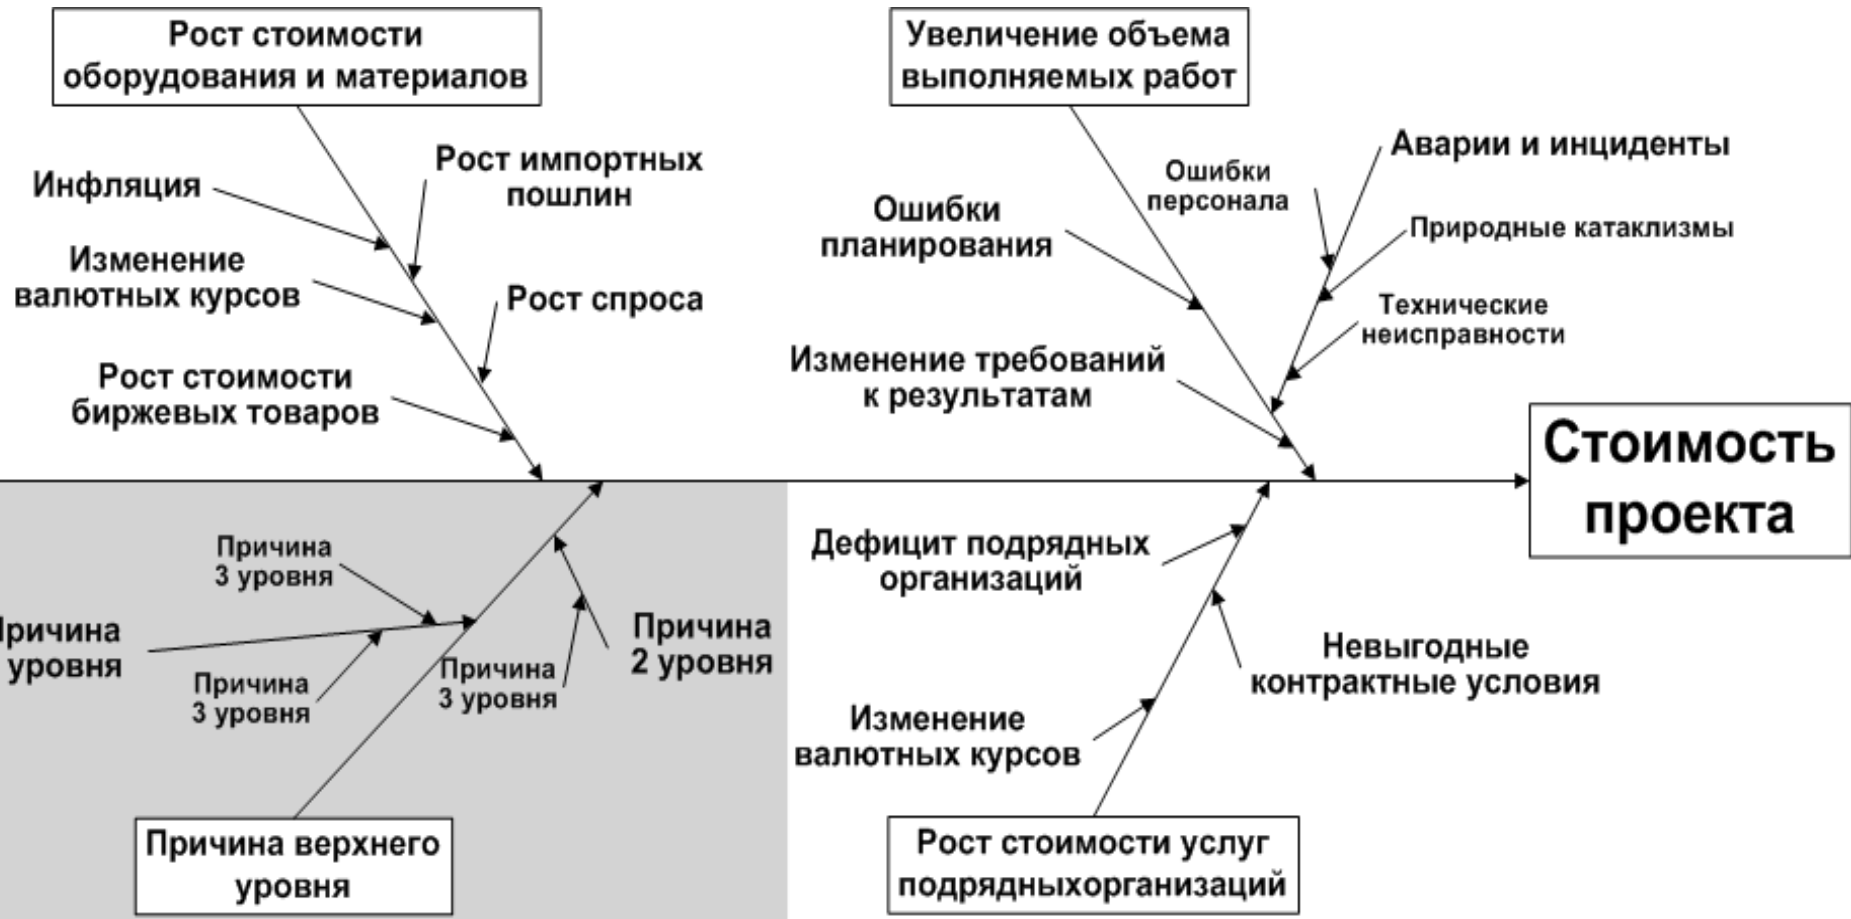 Рост стоимости
оборудования и материалов
Инфляция
Рост импортных
пошлин
Изменение
валютных курсов
Рост спроса
Рост стоимости
биржевых товаров
Увеличение объема
выполняемых работ
Аварии и инциденты
Ошибки
персонала
Ошибки
планирования
Природные катаклизмы
Технические
неисправности
Изменение требований
к результатам
Стоимость
проекта
Причина
3 уровня
Причина
уровня
Причина
3 уровня
Причина
3 уровня
Причина
2 уровня
Причина верхнего
уровня
Дефицит подрядных
организаций
Невыгодные
контрактные условия
Изменение
валютных курсов
Рост стоимости услуг
подрядныхорганизаций